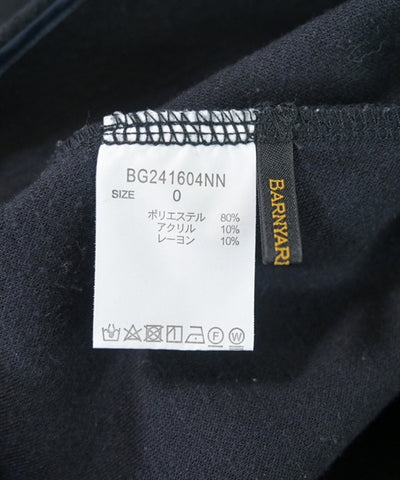 BG241604NN
SIZE 0
ポリエステル 80%
アクリル 10%
レーヨン 10%
F W